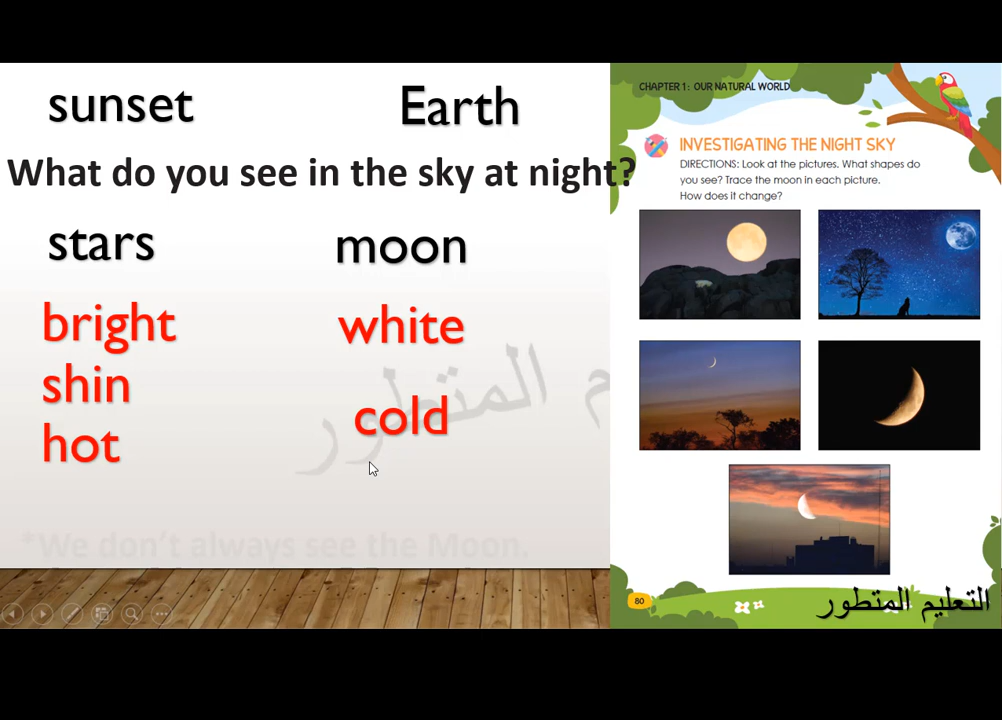 sunset
Earth
What do you see in the sky at night?
stars
moon
bright
white
shin
cold
hot
*We don't always see the Moon.
CHAPTER 1: OUR NATURAL WORLD
INVESTIGATING THE NIGHT SKY
DIRECTIONS: Look at the pictures. What shapes do
you see? Trace the moon in each picture.
How does it change?
80
التعليم المتطور